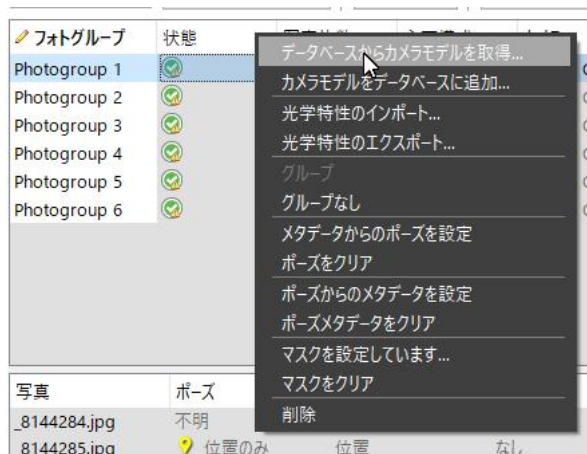 フォトグループ 状態
Photogroup 1
Photogroup 2
Photogroup 3
Photogroup 4
Photogroup 5
Photogroup 6
データベースからカメラモデルを取得...
カメラモデルをデータベースに追加...
光学特性のインポート...
光学特性のエクスポート...
グループ
グループなし
メタデータからのポーズを設定
ポーズをクリア
ポーズからのメタデータを設定
ポーズメタデータをクリア
マスクを設定しています...
マスクをクリア
削除
写真 ポーズ
_8144284.jpg 不明
_8144285.jpg 位置のみ 位置 なし